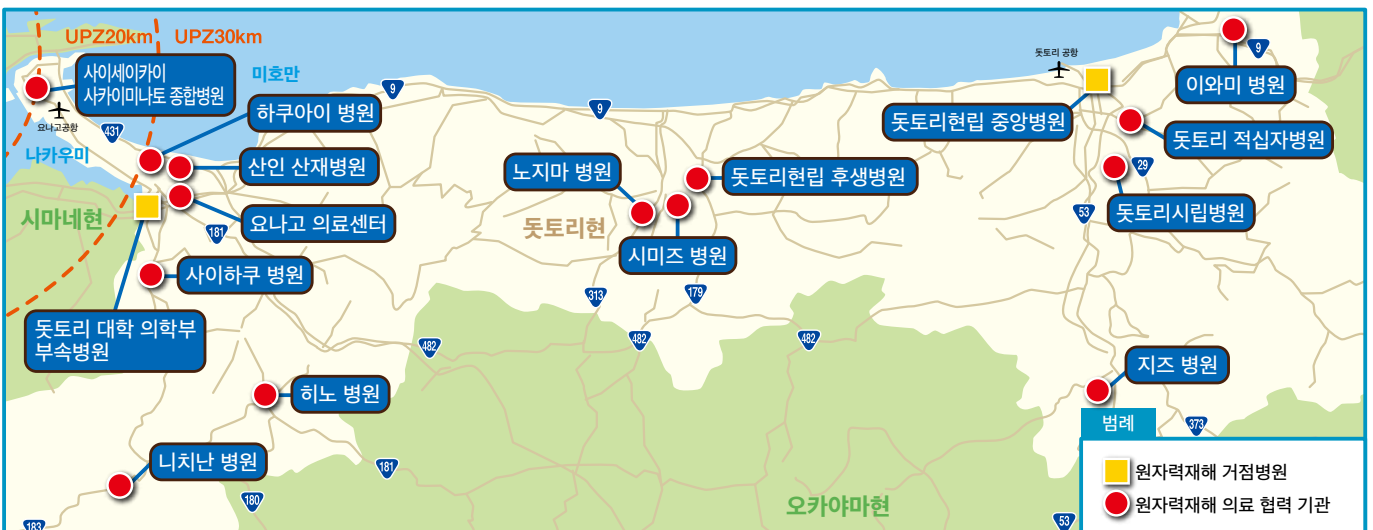 UPZ20km
UPZ30km
사이세이카이
사카이미나토 종합병원
미호만
요나고공항
하쿠아이 병원
나카우미
431
9
산인 산재병원
시마네현
요나고 의료센터
181
사이하쿠 병원
돗토리 대학 의학부
부속병원
482
히노 병원
니치난 병원
181
180
183
9
노지마 병원
돗토리현립 후생병원
돗토리현
시미즈 병원
313
179
482
482
오카야마현
돗토리 공항
9
이와미 병원
돗토리현립 중앙병원
돗토리 적십자병원
29
53
돗토리시립병원
지즈 병원
373
53
범례
원자력재해 거점병원
원자력재해 의료 협력 기관